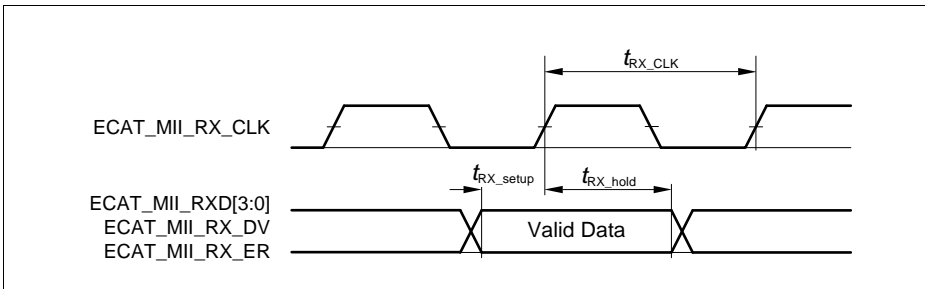 tRX_CLK
ECAT_MII_RX_CLK
tRX_setup tRX_hold
ECAT_MII_RXD[3:0]
ECAT_MII_RX_DV Valid Data
ECAT_MII_RX_ER